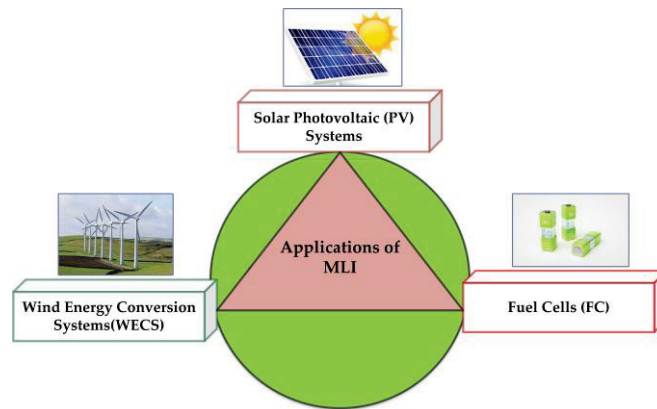 Solar Photovoltaic (PV)
Systems
Applications of
MLI
Wind Energy Conversion
Systems(WECS)
Fuel Cells (FC)